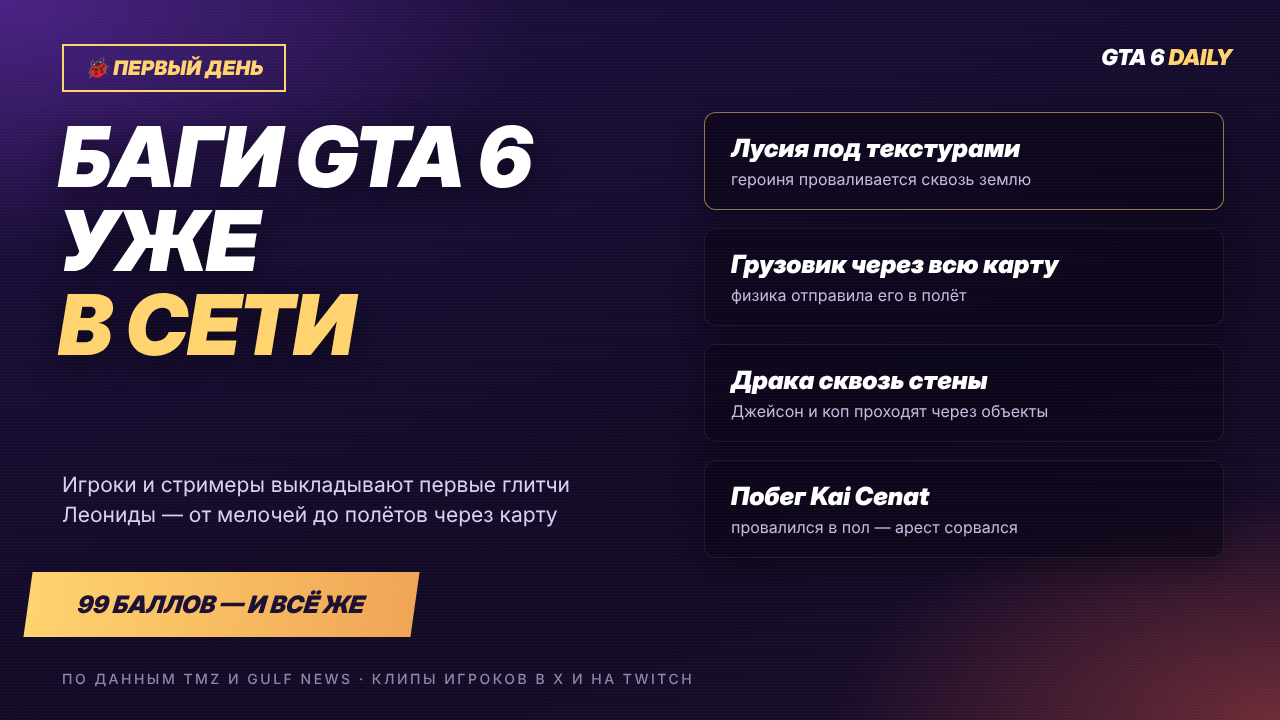 🐞 ПЕРВЫЙ ДЕНЬ
GTA 6 DAILY
БАГИ GTA 6
УЖЕ
В СЕТИ
Игроки и стримеры выкладывают первые глитчи
Леониды — от мелочей до полётов через карту
99 БАЛЛОВ — И ВСЁ ЖЕ
Лусия под текстурами
героиня проваливается сквозь землю
Грузовик через всю карту
физика отправила его в полёт
Драка сквозь стены
Джейсон и коп проходят через объекты
Побег Kai Cenat
провалился в пол — арест сорвался
ПО ДАННЫМ TMZ И GULF NEWS · КЛИПЫ ИГРОКОВ В X И НА TWITCH